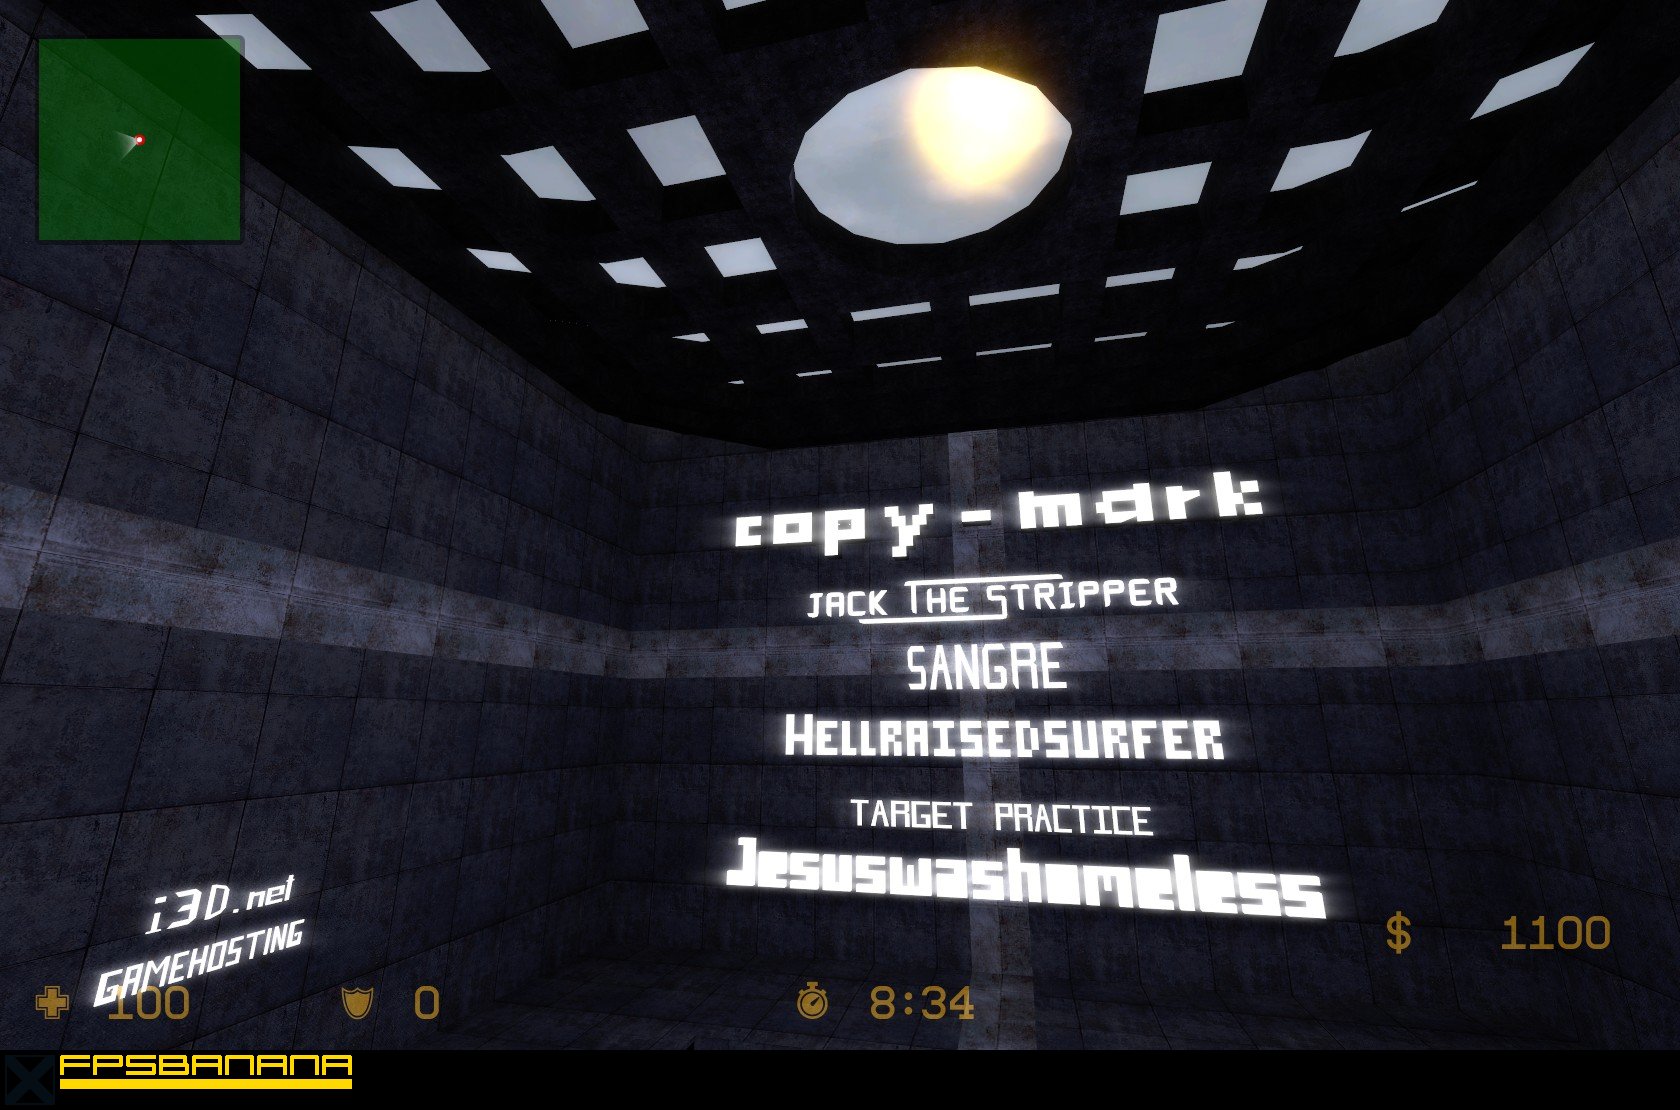 copy-mark
JACK THE STRIPPER
SANGRE
HELLRAISEDSURFER
TARGET PRACTICE
Jesuswashomeless
i3D.net
GAMEHOSTING
$ 1100
100 0 8:34
FPSBANANA